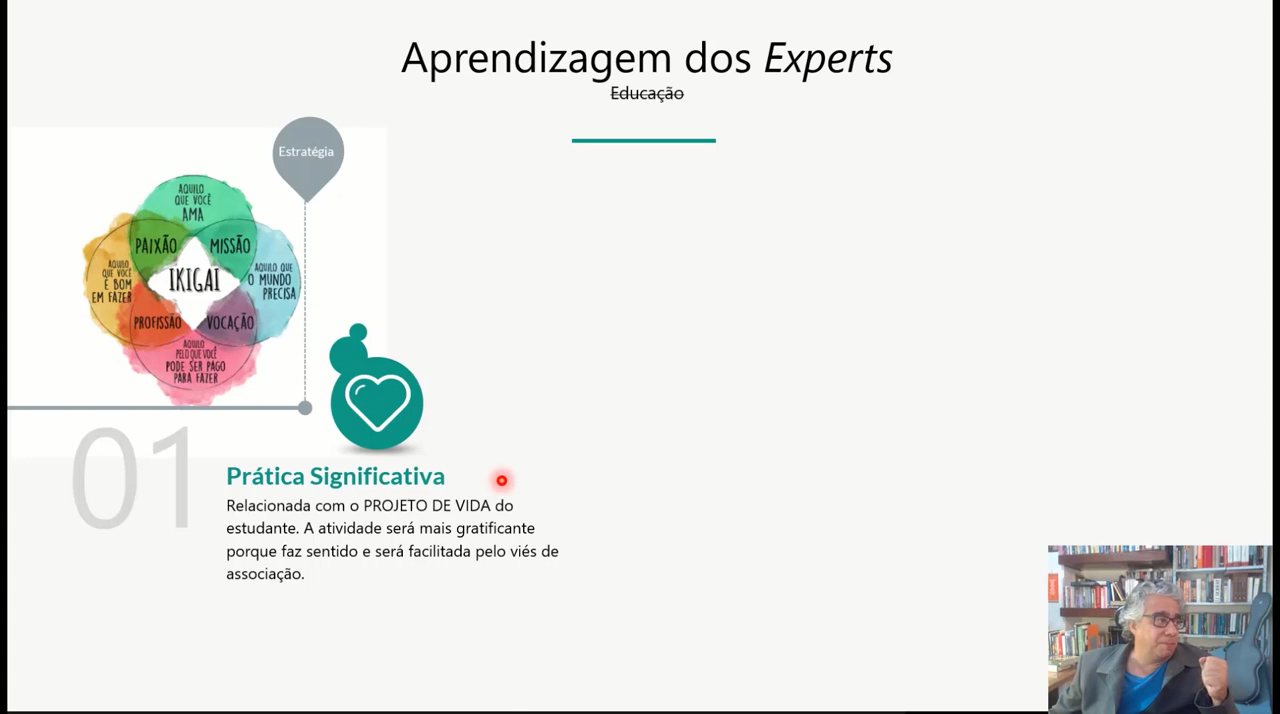 Aprendizagem dos Experts
Educação
Estratégia
AQUILO
QUE VOCÊ
AMA
PAIXÃO
MISSÃO
AQUILO
QUE VOCÊ
É BOM
EM FAZER
IKIGAI
AQUILO QUE
O MUNDO
PRECISA
PROFISSÃO
VOCAÇÃO
AQUILO
PELO QUE VOCÊ
PODE SER PAGO
PARA FAZER
01
Prática Significativa
Relacionada com o PROJETO DE VIDA do
estudante. A atividade será mais gratificante
porque faz sentido e será facilitada pelo viés de
associação.